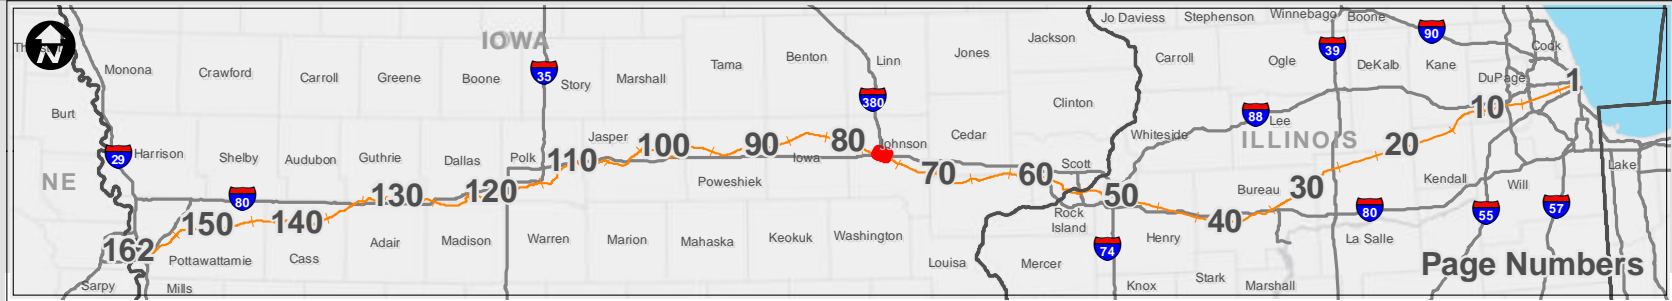 Jo Daviess
Stephenson
Winnebago
Boone
90
IOWA
Jackson
39
Cook
N
Monona
Crawford
Carroll
Greene
Boone
35
Story
Marshall
Tama
Benton
Linn
Jones
Carroll
Ogle
DeKalb
Kane
DuPage
1
380
Clinton
10
Burt
88
Lee
Jasper
100
90
80
Johnson
Cedar
Whiteside
ILLINOIS
20
29
Harrison
Shelby
Audubon
Guthrie
Dallas
Polk
110
Iowa
70
60
Scott
Lake
NE
80
130
120
Poweshiek
50
Bureau
30
Kendall
Will
150
140
Rock
Island
40
80
55
57
162
Adair
Madison
Warren
Marion
Mahaska
Keokuk
Washington
74
Henry
La Salle
Pottawattamie
Cass
Louisa
Mercer
Page Numbers
Sarpy
Mills
Knox
Stark
Marshall